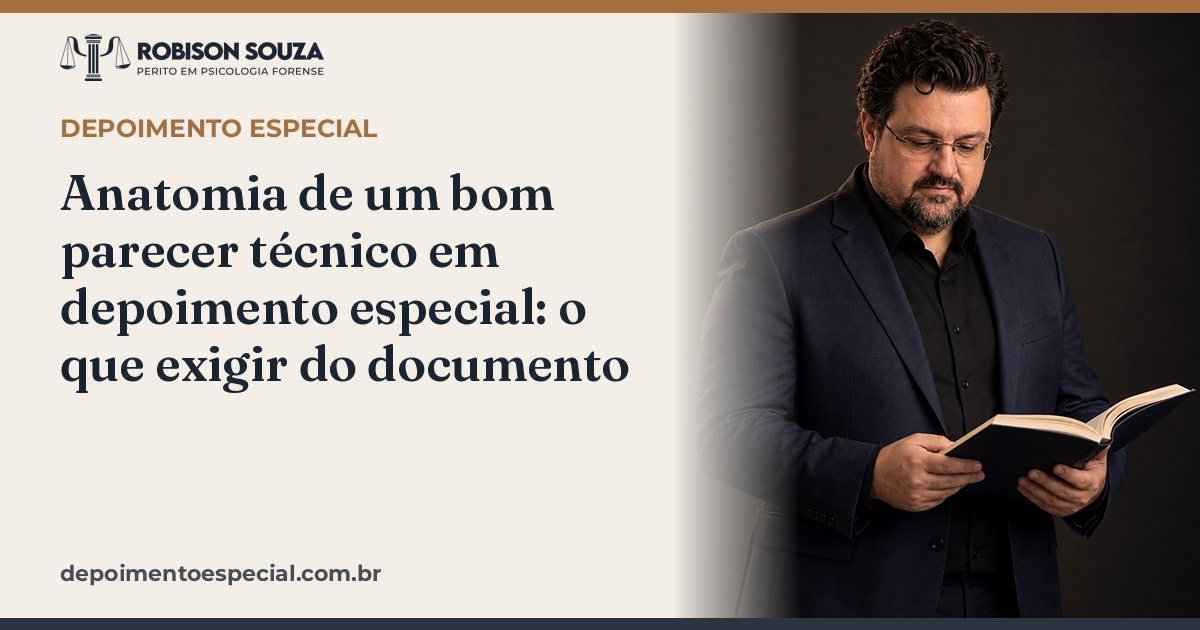 ROBISON SOUZA
PERITO EM PSICOLOGIA FORENSE
DEPOIMENTO ESPECIAL
Anatomia de um bom
parecer técnico em
depoimento especial: o
que exigir do documento
depoimentoespecial.com.br